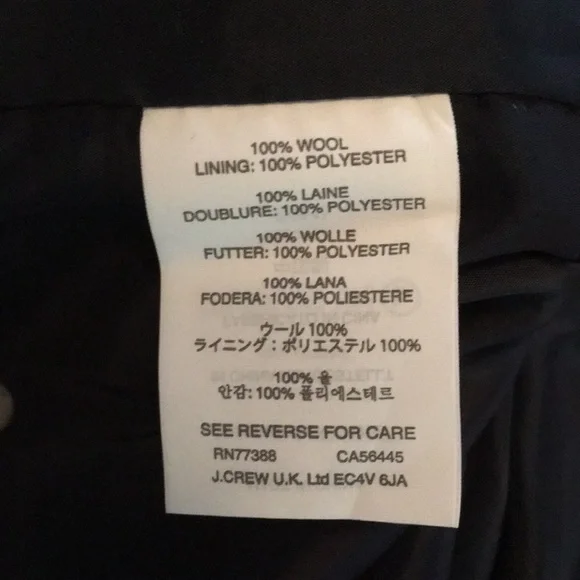 100% WOOL
LINING: 100% POLYESTER
100% LAINE
DOUBLURE: 100% POLYESTER
100% WOLLE
FUTTER: 100% POLYESTER
100% LANA
FODERA: 100% POLIESTERE
ウール 100%
ライニング : ポリエステル 100%
100% 울
안감: 100% 폴리에스테르
SEE REVERSE FOR CARE
RN77388 CA56445
J.CREW U.K. Ltd EC4V 6JA